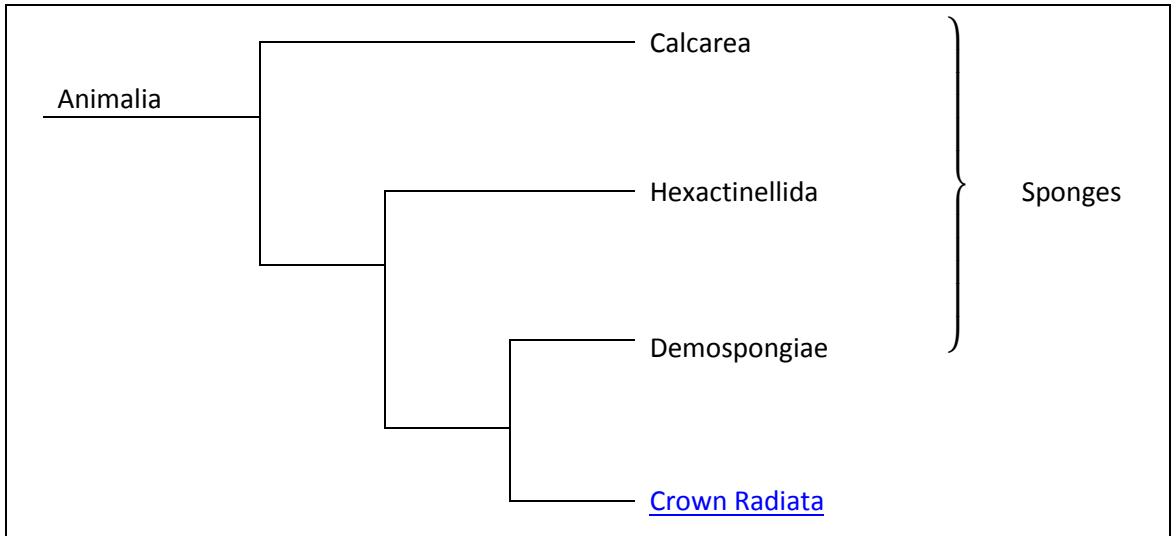 Calcarea
Animalia
Hexactinellida
Sponges
Demospongiae
Crown Radiata